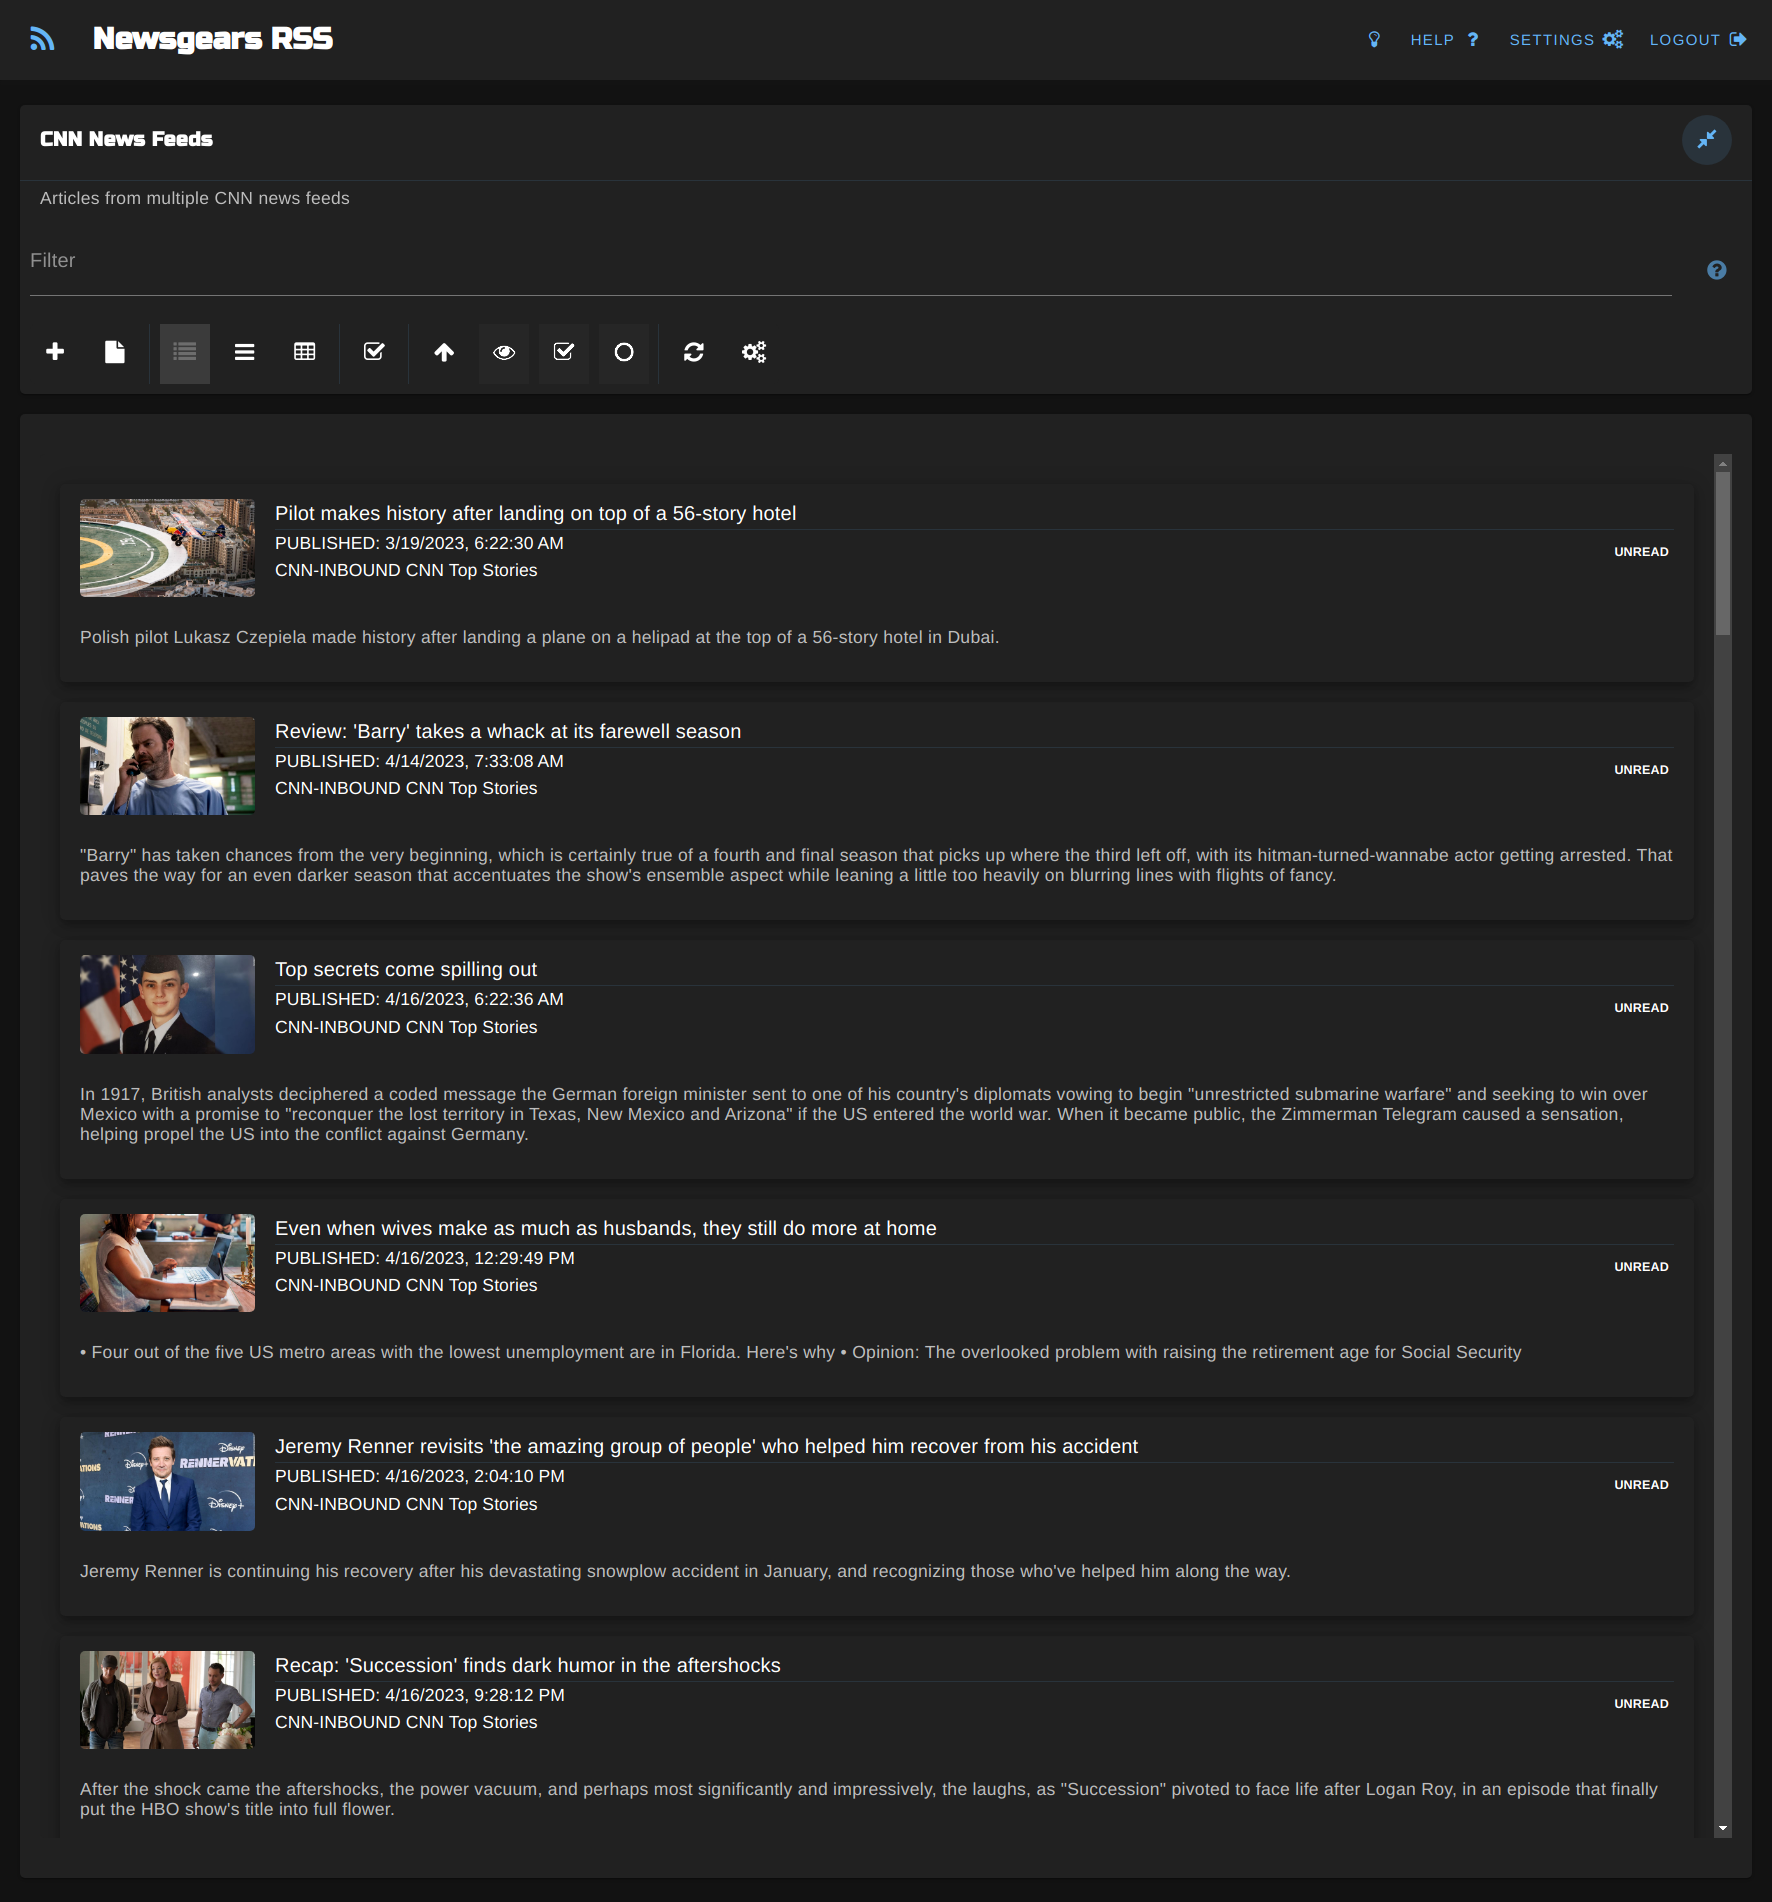 Newsgears RSS
HELP
SETTINGS
LOGOUT
CNN News Feeds
Articles from multiple CNN news feeds
Filter
Pilot makes history after landing on top of a 56-story hotel
PUBLISHED: 3/19/2023, 6:22:30 AM
UNREAD
CNN-INBOUND CNN Top Stories
Polish pilot Lukasz Czepiela made history after landing a plane on a helipad at the top of a 56-story hotel in Dubai.
Review: 'Barry' takes a whack at its farewell season
PUBLISHED: 4/14/2023, 7:33:08 AM
UNREAD
CNN-INBOUND CNN Top Stories
"Barry" has taken chances from the very beginning, which is certainly true of a fourth and final season that picks up where the third left off, with its hitman-turned-wannabe actor getting arrested. That
paves the way for an even darker season that accentuates the show's ensemble aspect while leaning a little too heavily on blurring lines with flights of fancy.
Top secrets come spilling out
PUBLISHED: 4/16/2023, 6:22:36 AM
UNREAD
CNN-INBOUND CNN Top Stories
In 1917, British analysts deciphered a coded message the German foreign minister sent to one of his country's diplomats vowing to begin "unrestricted submarine warfare" and seeking to win over
Mexico with a promise to "reconquer the lost territory in Texas, New Mexico and Arizona" if the US entered the world war. When it became public, the Zimmerman Telegram caused a sensation,
helping propel the US into the conflict against Germany.
Even when wives make as much as husbands, they still do more at home
PUBLISHED: 4/16/2023, 12:29:49 PM
UNREAD
CNN-INBOUND CNN Top Stories
• Four out of the five US metro areas with the lowest unemployment are in Florida. Here's why • Opinion: The overlooked problem with raising the retirement age for Social Security
Jeremy Renner revisits 'the amazing group of people' who helped him recover from his accident
PUBLISHED: 4/16/2023, 2:04:10 PM
UNREAD
CNN-INBOUND CNN Top Stories
Disney
Disney+
RENNERVATI
Disney+
Jeremy Renner is continuing his recovery after his devastating snowplow accident in January, and recognizing those who've helped him along the way.
Recap: 'Succession' finds dark humor in the aftershocks
PUBLISHED: 4/16/2023, 9:28:12 PM
UNREAD
CNN-INBOUND CNN Top Stories
After the shock came the aftershocks, the power vacuum, and perhaps most significantly and impressively, the laughs, as "Succession" pivoted to face life after Logan Roy, in an episode that finally
put the HBO show's title into full flower.